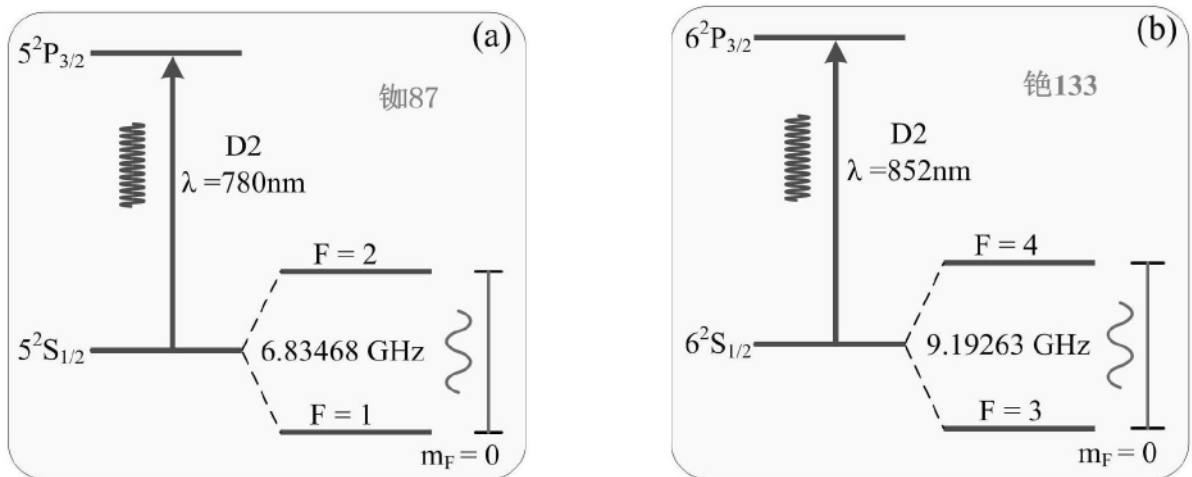 (a)
5²P₃/₂
铷87
D2
λ =780nm
F = 2
5²S₁/₂
6.83468 GHz
F = 1
m_F = 0
(b)
6²P₃/₂
铯133
D2
λ =852nm
F = 4
6²S₁/₂
9.19263 GHz
F = 3
m_F = 0